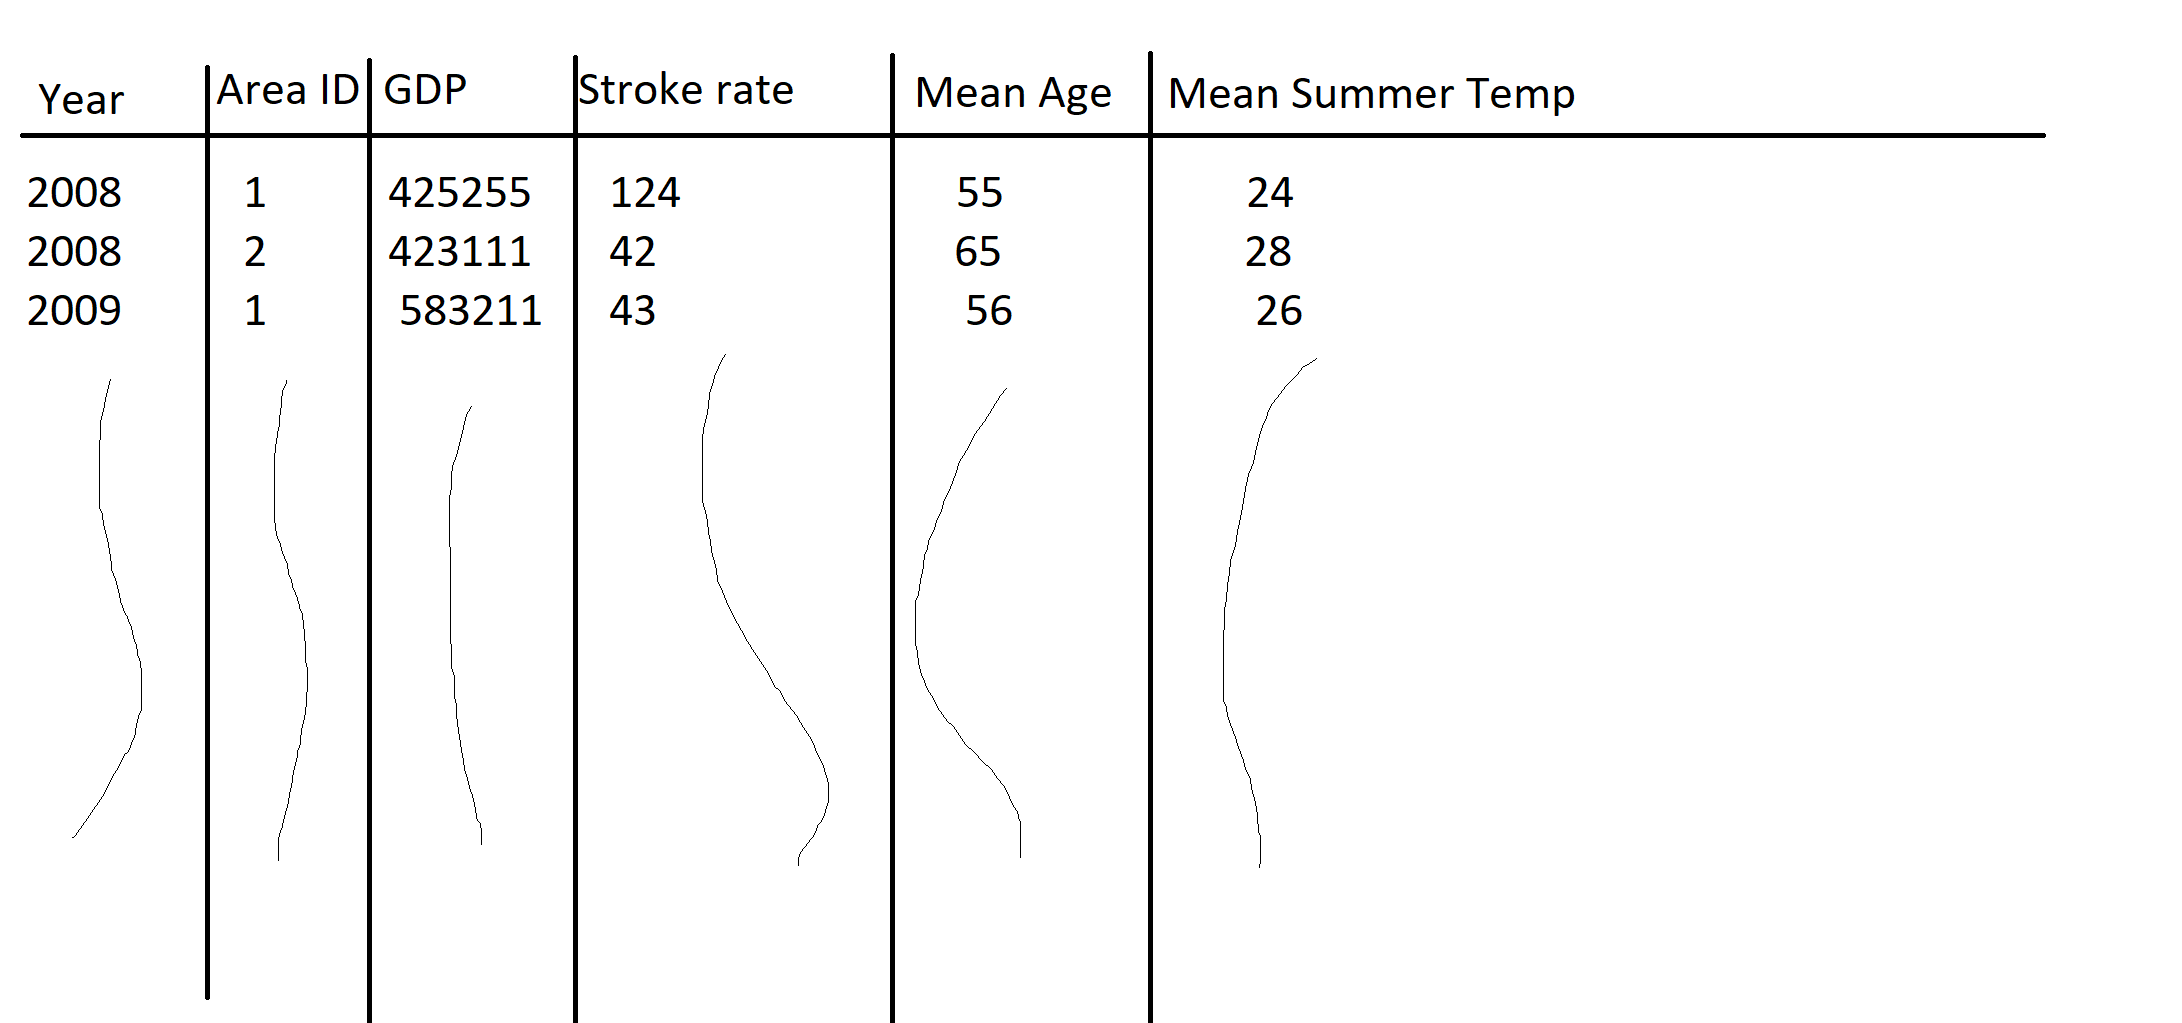 Year Area ID GDP Stroke rate Mean Age Mean Summer Temp
2008 1 425255 124 55 24
2008 2 423111 42 65 28
2009 1 583211 43 56 26